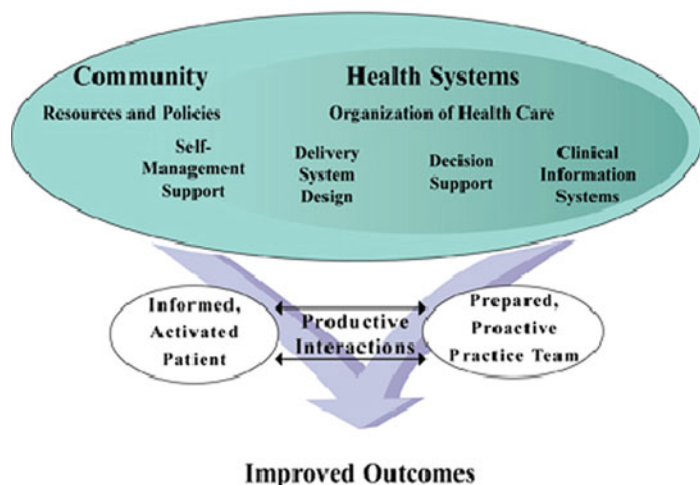 Community
Resources and Policies
Health Systems
Organization of Health Care
Self-
Management
Support
Delivery
System
Design
Decision
Support
Clinical
Information
Systems
Informed,
Activated
Patient
Productive
Interactions
Prepared,
Proactive
Practice Team
Improved Outcomes